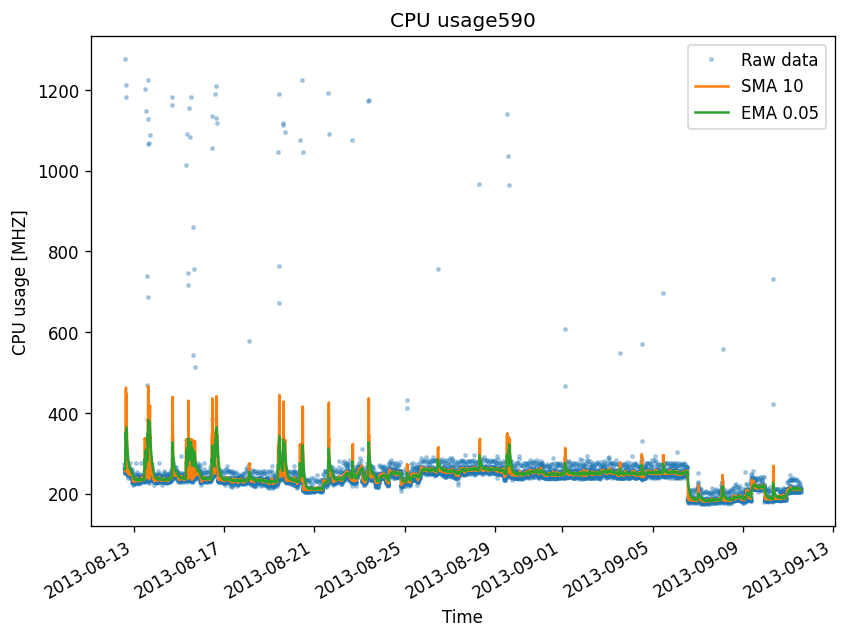 CPU usage590
Raw data
SMA 10
EMA 0.05
CPU usage [MHZ]
1200
1000
800
600
400
200
2013-08-13
2013-08-17
2013-08-21
2013-08-25
2013-08-29
2013-09-01
2013-09-05
2013-09-09
2013-09-13
Time